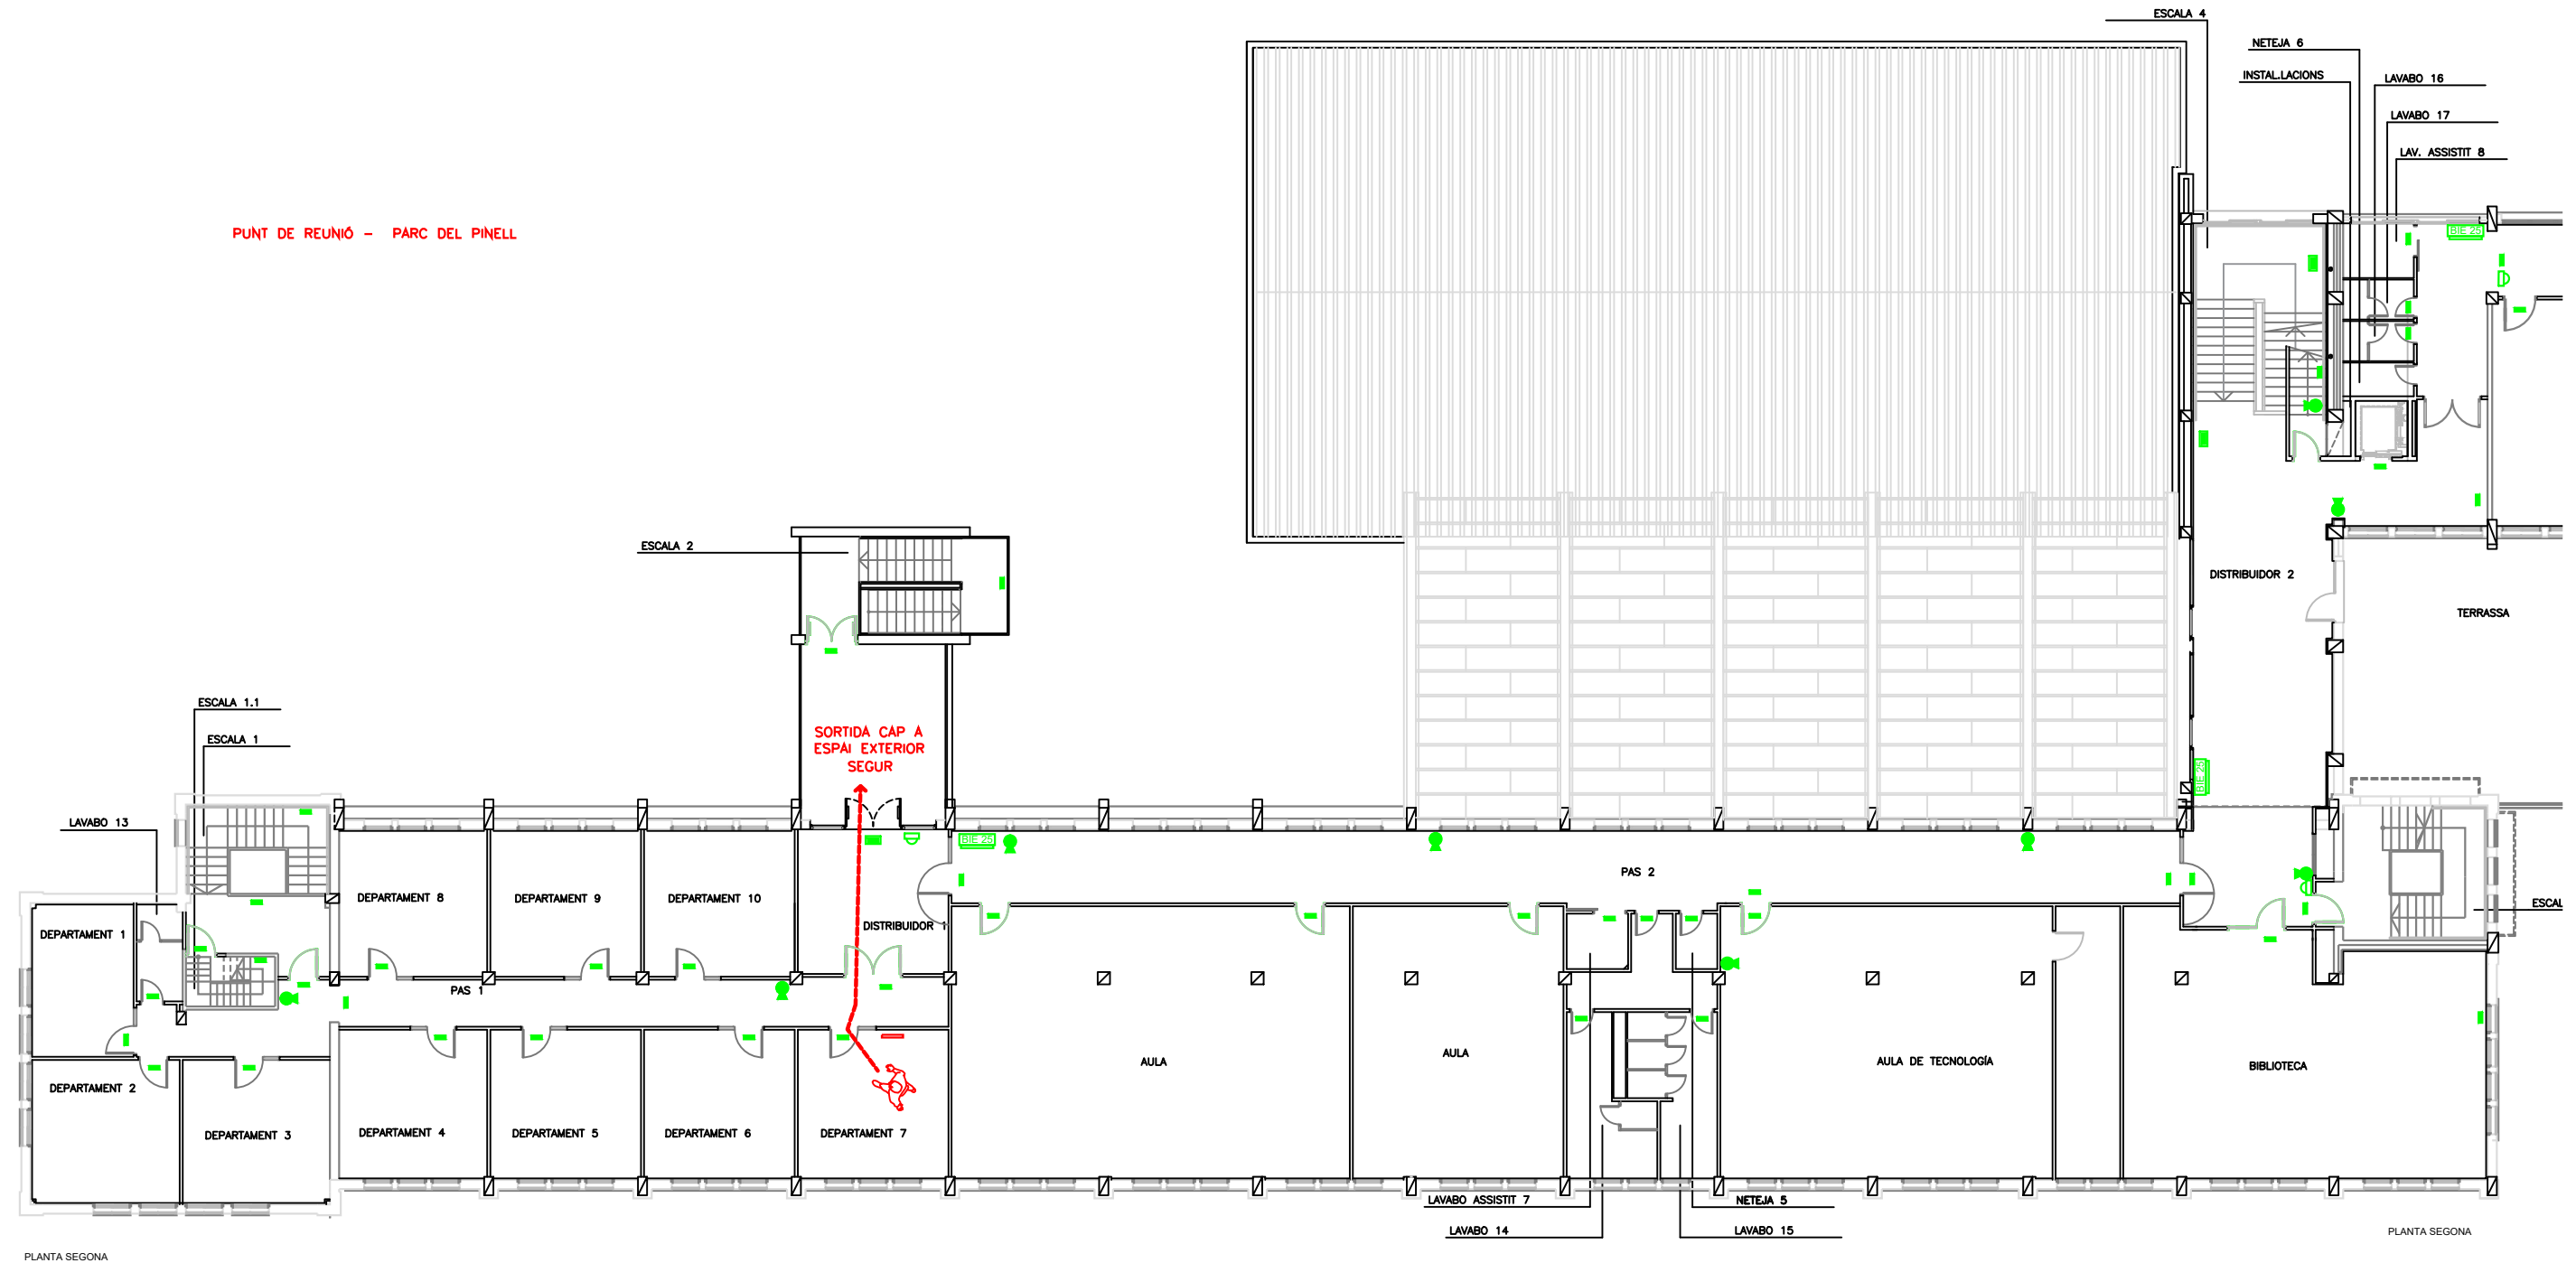 ESCALA 4
NETEJA 6
INSTAL.LACIONS
LAVABO 16
LAVABO 17
LAV. ASSISTIT 8
PUNT DE REUNIÓ - PARC DEL PINELL
BIE 25
ESCALA 2
DISTRIBUIDOR 2
TERRASSA
ESCALA 1.1
ESCALA 1
SORTIDA CAP A
ESPAI EXTERIOR
SEGUR
BIE 25
LAVABO 13
BIE 25
PAS 2
DEPARTAMENT 8
DEPARTAMENT 9
DEPARTAMENT 10
DISTRIBUIDOR 1
ESCAL
DEPARTAMENT 1
PAS 1
AULA
AULA
AULA DE TECNOLOGÍA
BIBLIOTECA
DEPARTAMENT 2
DEPARTAMENT 3
DEPARTAMENT 4
DEPARTAMENT 5
DEPARTAMENT 6
DEPARTAMENT 7
LAVABO ASSISTIT 7
NETEJA 5
LAVABO 14
LAVABO 15
PLANTA SEGONA
PLANTA SEGONA